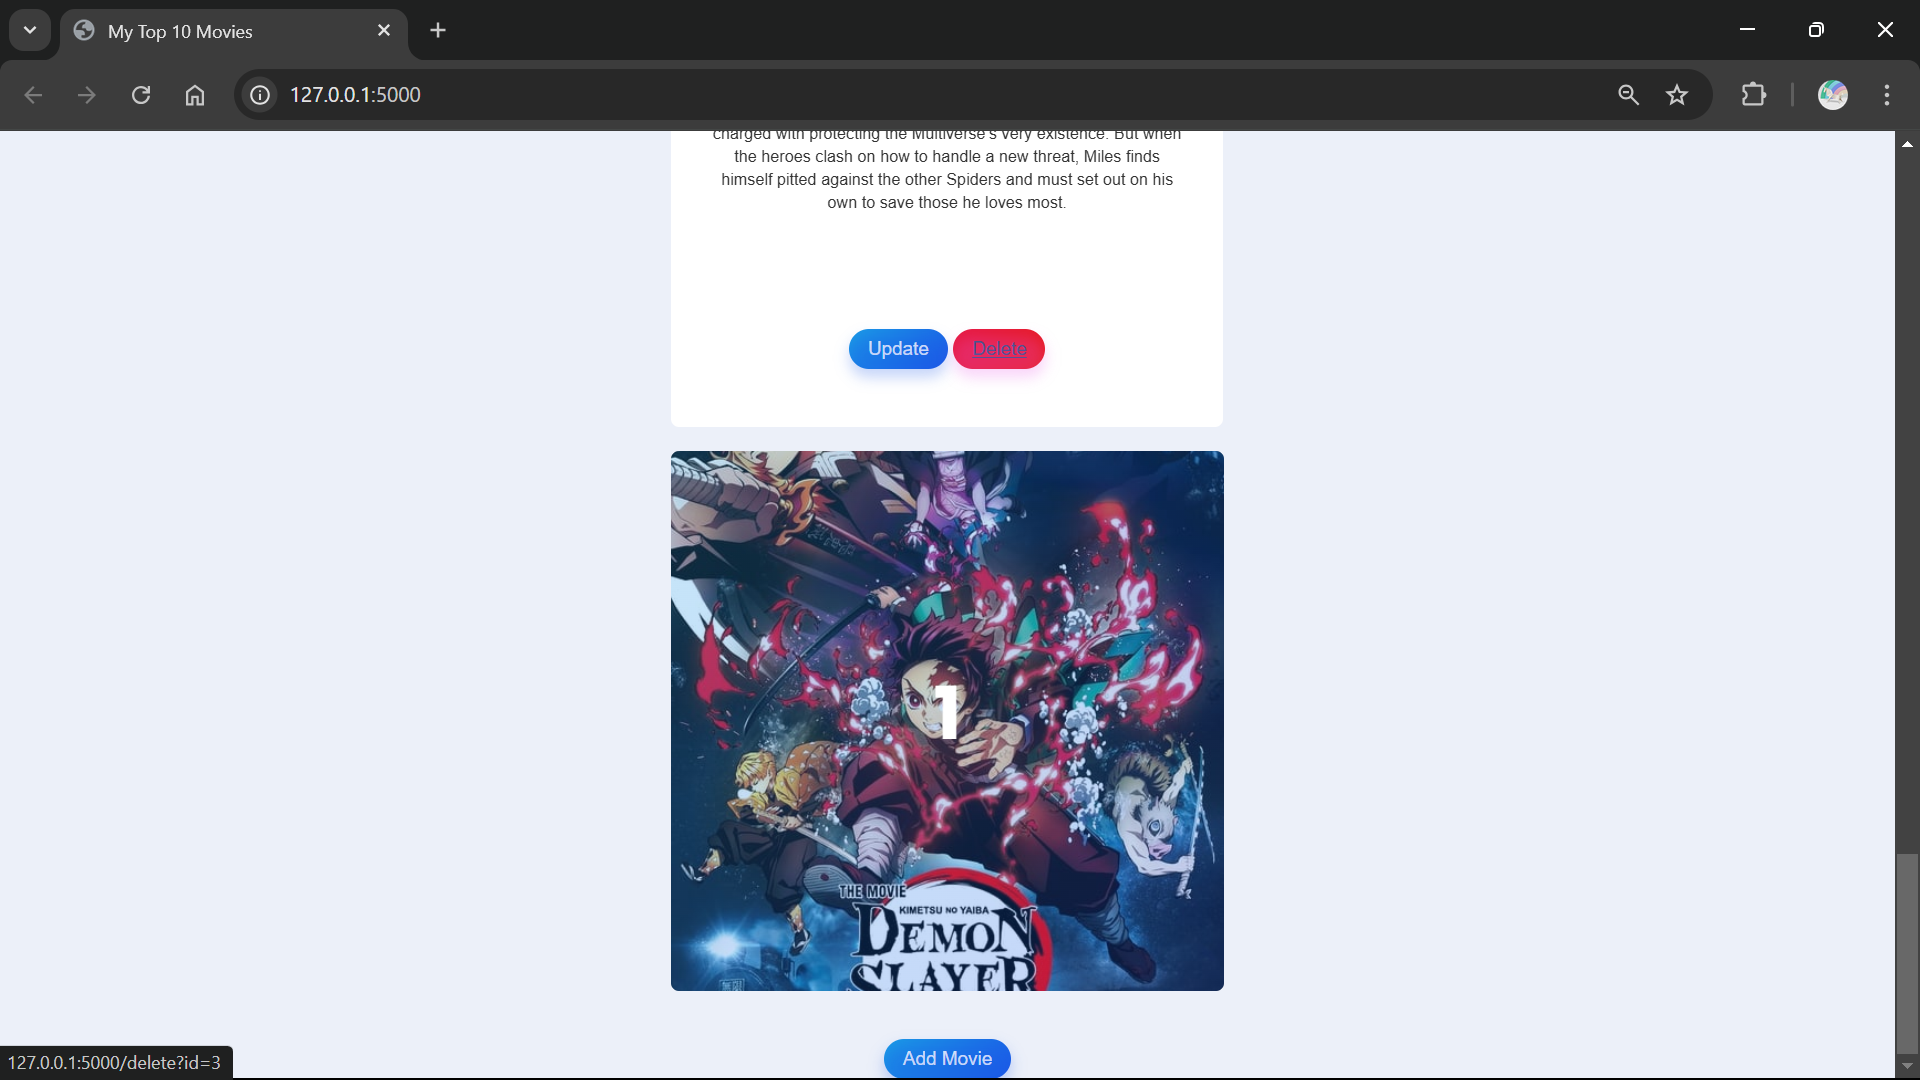 My Top 10 Movies
127.0.0.1:5000
charged with protecting the Multiverse's very existence. But when
the heroes clash on how to handle a new threat, Miles finds
himself pitted against the other Spiders and must set out on his
own to save those he loves most.
Update
Delete
1
THE MOVIE
KIMETSU NO YAIBA
DEMON
SLAYER
Add Movie
127.0.0.1:5000/delete?id=3